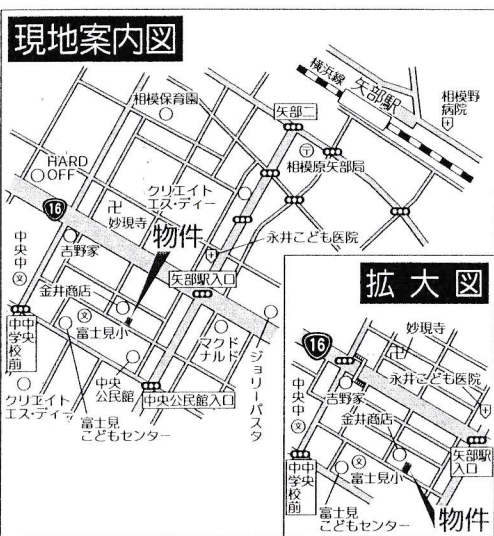 現地案内図
横浜線
矢部駅
相模野
病院
相模保育園
矢部二
〒
相模原矢部局
HARD
OFF
クリエイト
エス・ディー
16
卍
妙現寺
物件
永井こども医院
中央中
文
吉野家
矢部駅入口
金井商店
文
富士見小
中央
中学校前
マクド
ナルド
ジョリーパスタ
中央
公民館
中央公民館入口
クリエイト
エス・ディー
富士見
こどもセンター
拡大図
16
妙現寺
卍
中央中
文
永井こども医院
吉野家
金井商店
矢部駅
入口
文
富士見小
中央
中学校前
富士見
こどもセンター
物件